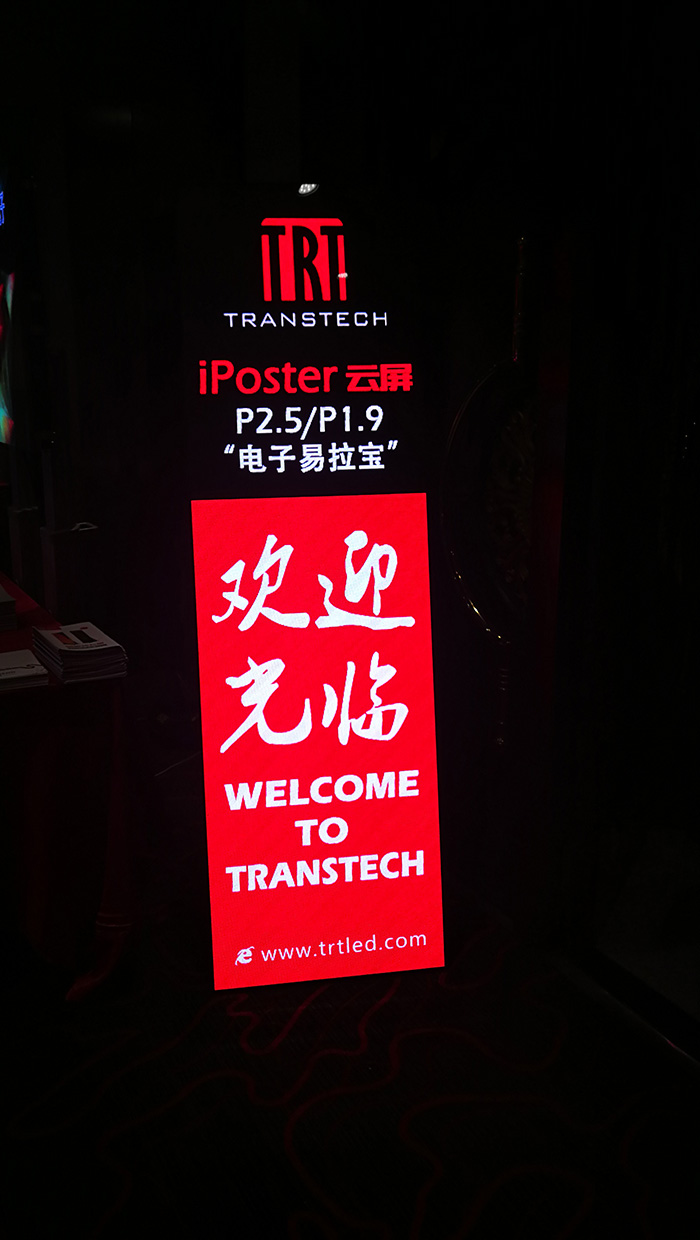 TRT
TRANSTECH
iPoster 云屏
P2.5/P1.9
“电子易拉宝”
欢迎
光临
WELCOME
TO
TRANSTECH
www.trtled.com